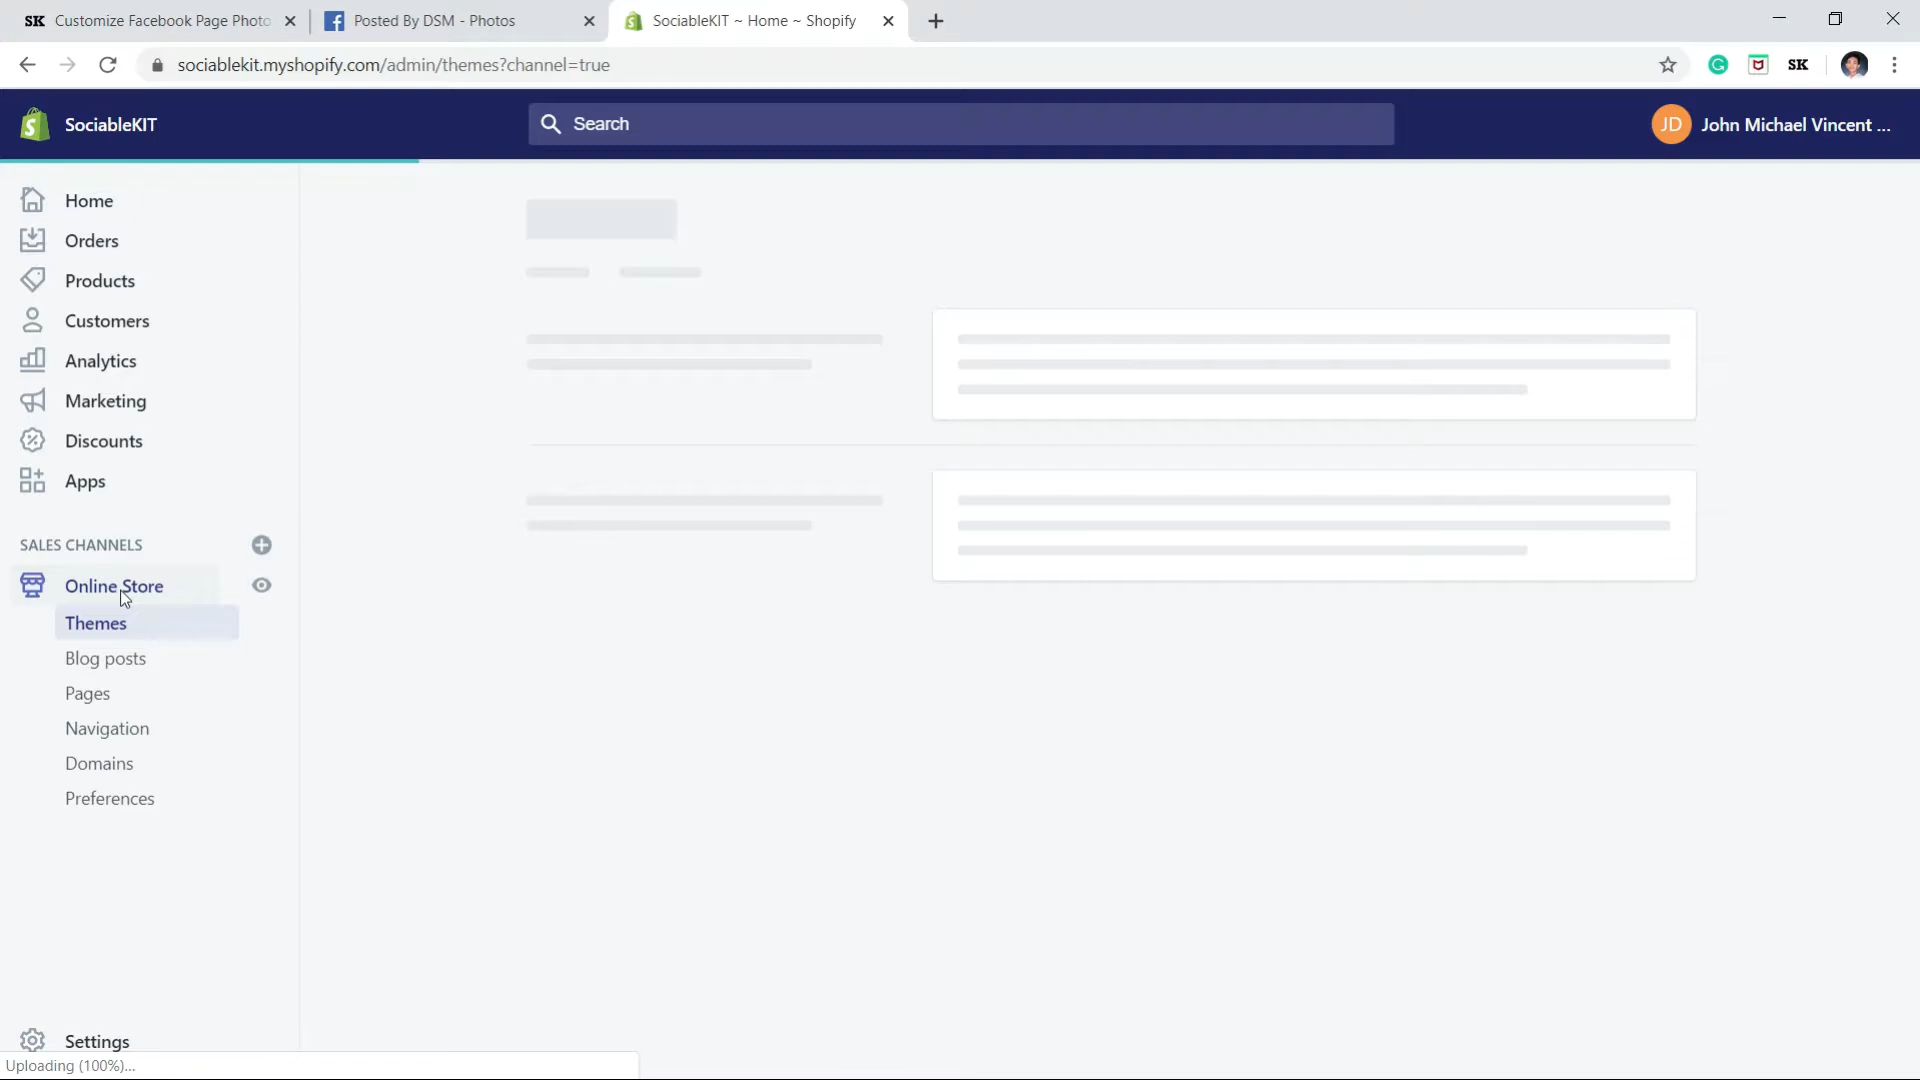 SK Customize Facebook Page Photo
Posted By DSM - Photos
SociableKIT ~ Home ~ Shopify
sociablekit.myshopify.com/admin/themes?channel=true
SK
SociableKIT
Search
JD John Michael Vincent ...
Home
Orders
Products
Customers
Analytics
Marketing
Discounts
Apps
SALES CHANNELS
Online Store
Themes
Blog posts
Pages
Navigation
Domains
Preferences
Settings
Uploading (100%)...